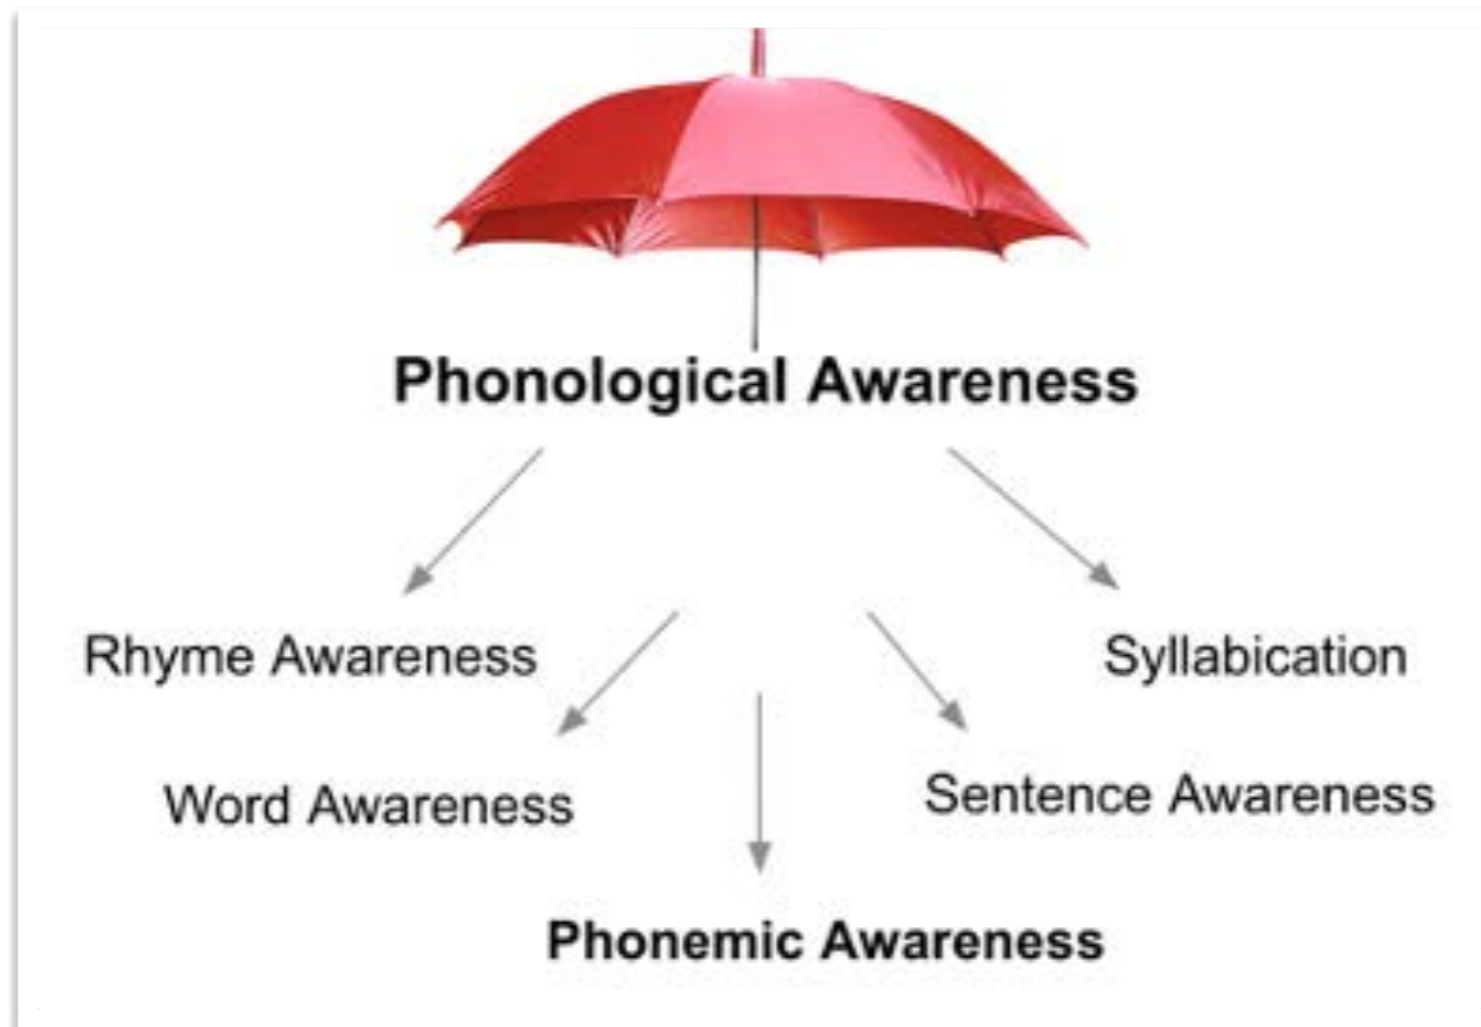 Phonological Awareness
Rhyme Awareness
Syllabication
Word Awareness
Sentence Awareness
Phonemic Awareness